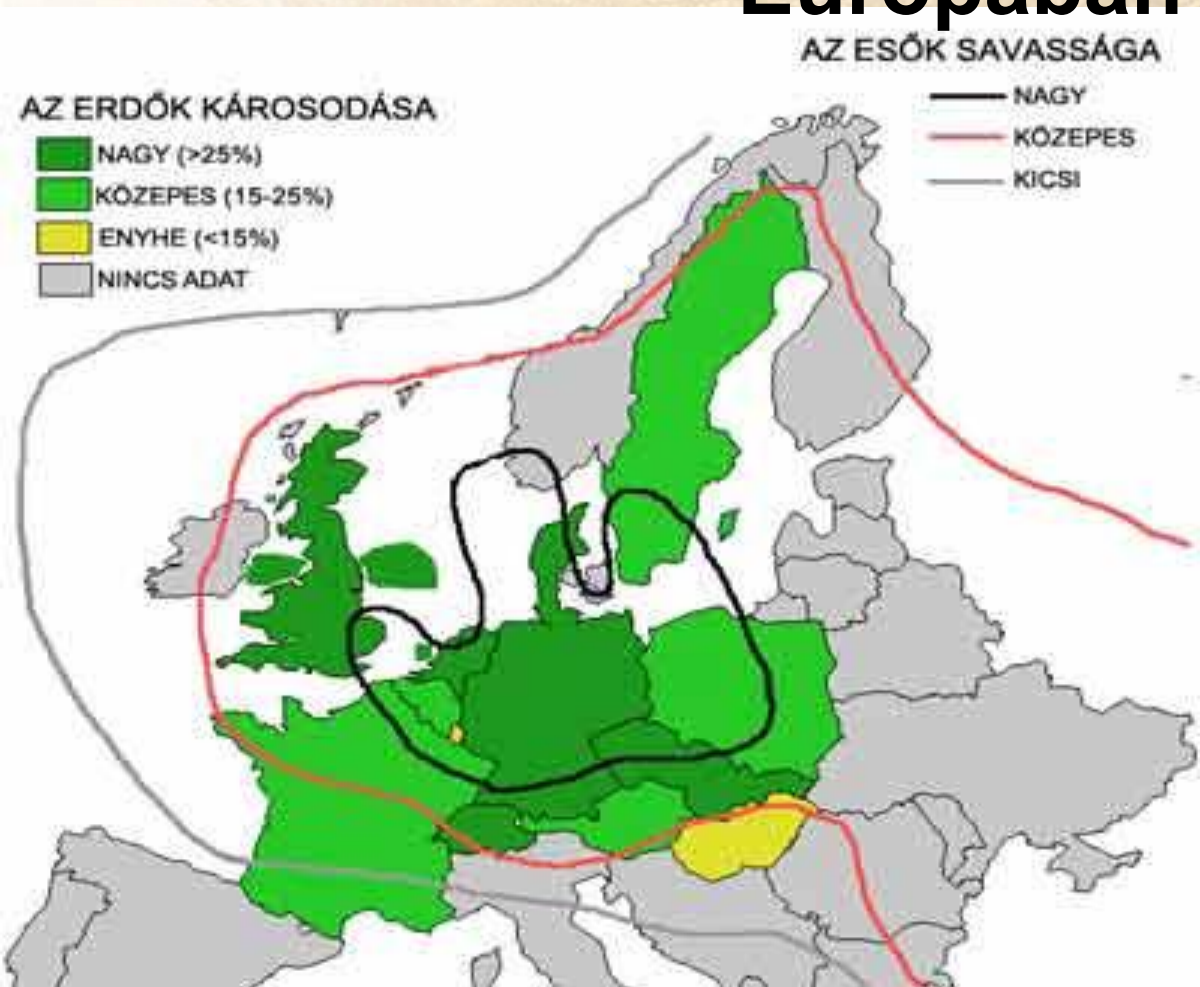 Európában
AZ ESŐK SAVASSÁGA
NAGY
KÖZEPES
KICSI
AZ ERDŐK KÁROSODÁSA
NAGY (>25%)
KÖZEPES (15-25%)
ENYHE (<15%)
NINCS ADAT